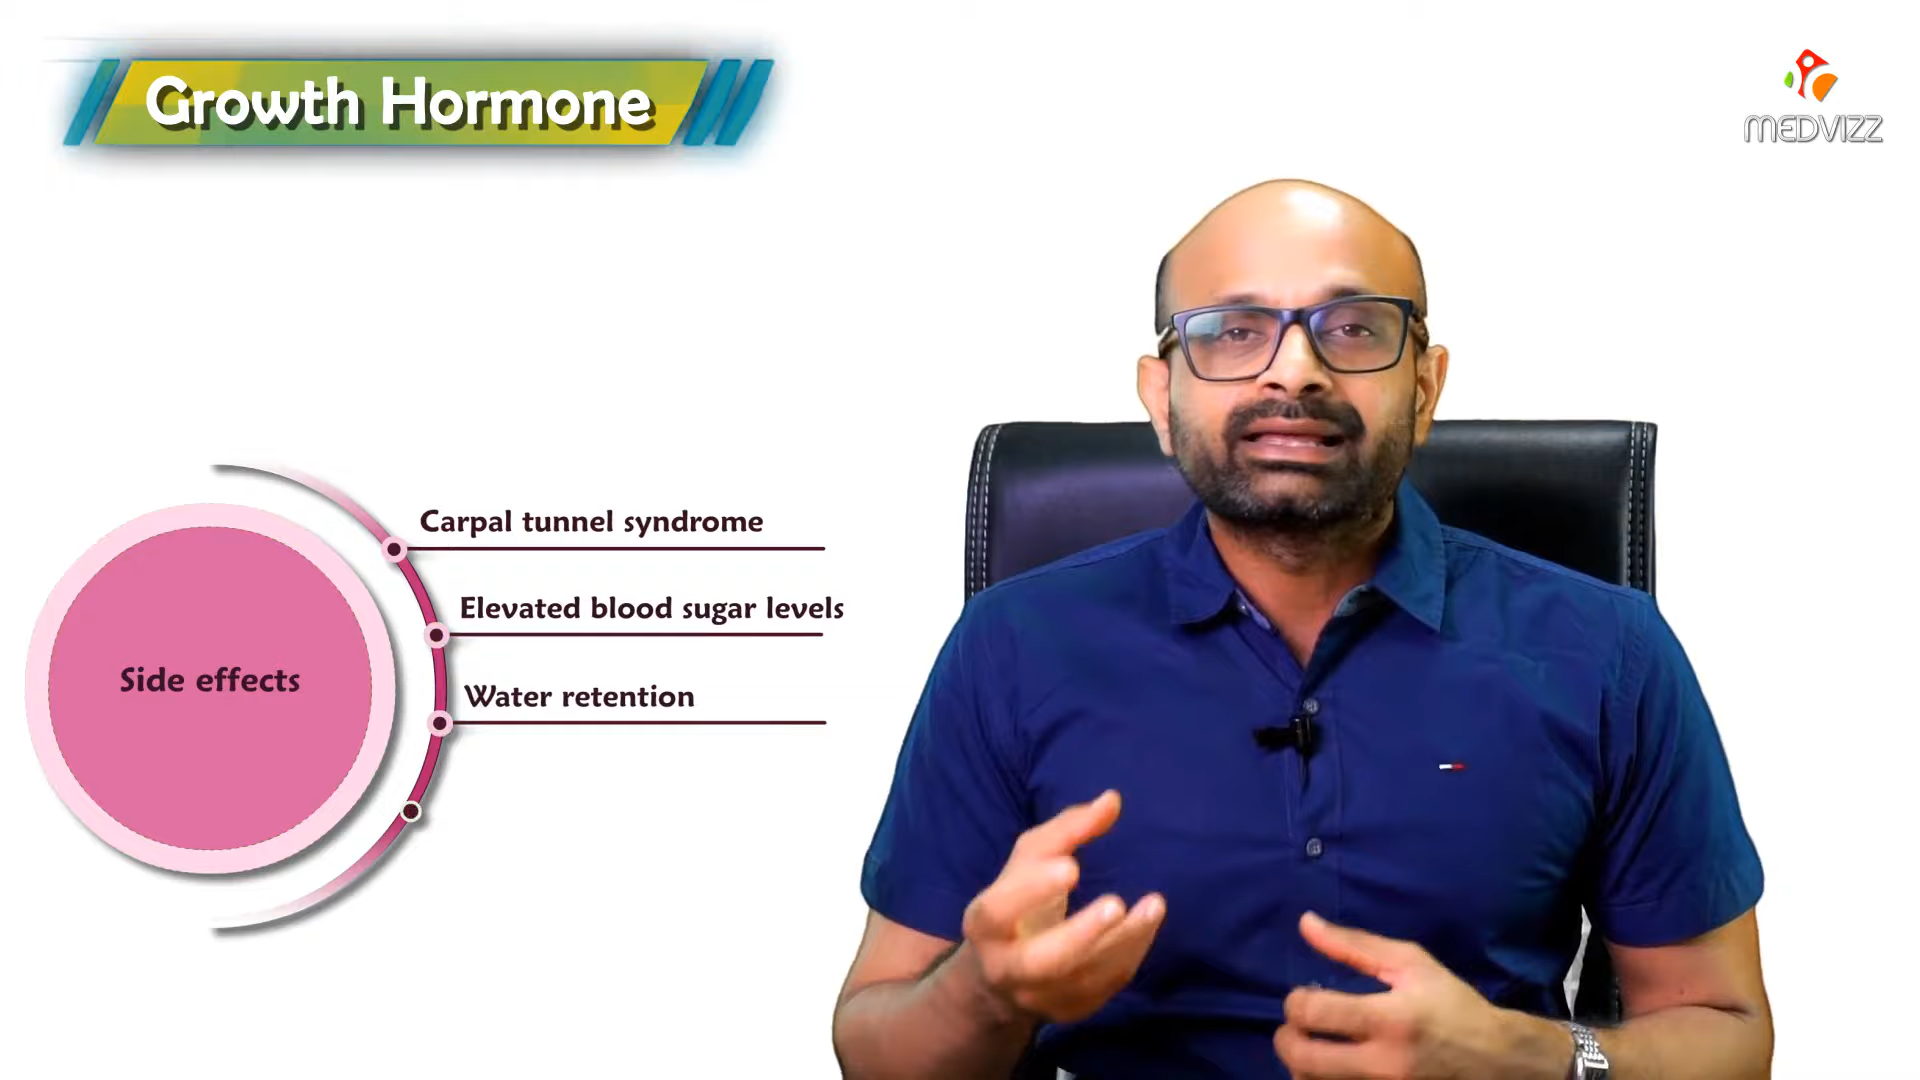 Growth Hormone
MEDVIZZ
Carpal tunnel syndrome
Elevated blood sugar levels
Side effects
Water retention